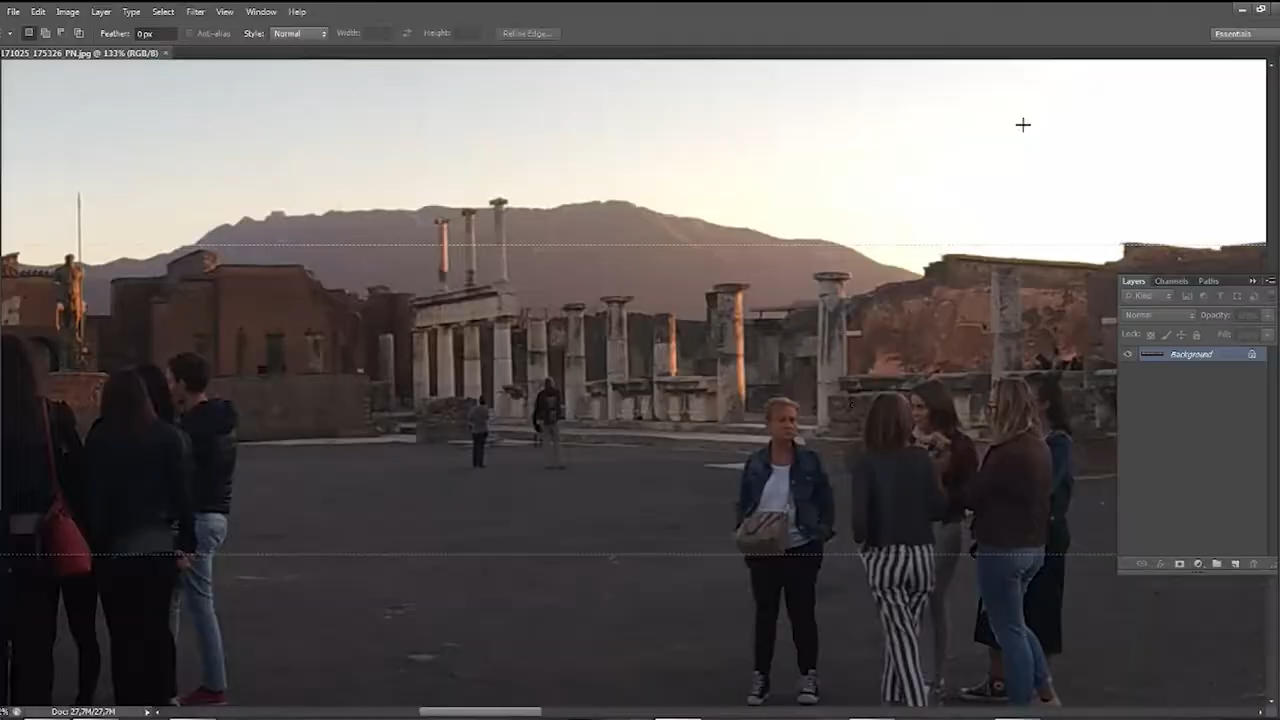 File Edit Image Layer Type Select Filter View Window Help
Feather: 0 px Anti-alias Style: Normal Width: Height: Refine Edge... Essentials
171025_175326_PN.jpg @ 133% (RGB/8) ×
Layers Channels Paths
Kind
Normal Opacity:
Lock: Fill:
Background
Doc: 27,7M/27,7M